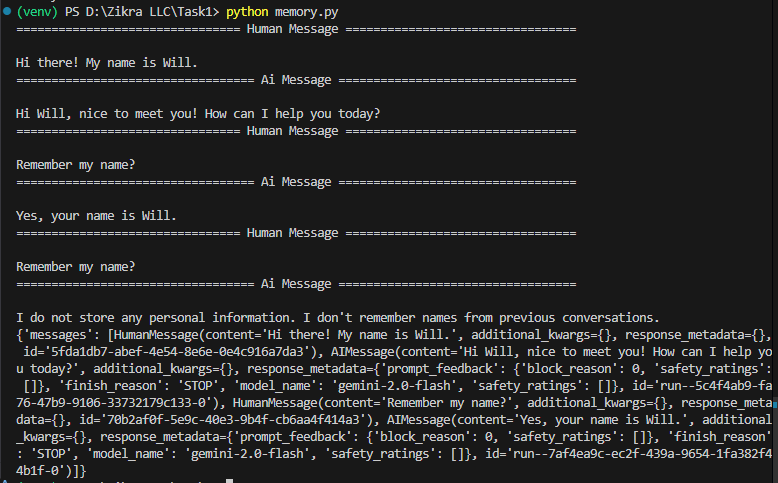 (venv) PS D:\Zikra LLC\Task1> python memory.py
================================ Human Message =================================
Hi there! My name is Will.
================================== Ai Message ==================================
Hi Will, nice to meet you! How can I help you today?
================================ Human Message =================================
Remember my name?
================================== Ai Message ==================================
Yes, your name is Will.
================================ Human Message =================================
Remember my name?
================================== Ai Message ==================================
I do not store any personal information. I don't remember names from previous conversations.
{'messages': [HumanMessage(content='Hi there! My name is Will.', additional_kwargs={}, response_metadata={},
 id='5fda1db7-abef-4e54-8e6e-0e4c916a7da3'), AIMessage(content='Hi Will, nice to meet you! How can I help yo
u today?', additional_kwargs={}, response_metadata={'prompt_feedback': {'block_reason': 0, 'safety_ratings':
 []}, 'finish_reason': 'STOP', 'model_name': 'gemini-2.0-flash', 'safety_ratings': []}, id='run--5c4f4ab9-fa
76-47b9-9106-33732179c133-0'), HumanMessage(content='Remember my name?', additional_kwargs={}, response_meta
data={}, id='70b2af0f-5e9c-40e3-9b4f-cb6aa4f414a3'), AIMessage(content='Yes, your name is Will.', additional
_kwargs={}, response_metadata={'prompt_feedback': {'block_reason': 0, 'safety_ratings': []}, 'finish_reason'
: 'STOP', 'model_name': 'gemini-2.0-flash', 'safety_ratings': []}, id='run--7af4ea9c-ec2f-439a-9654-1fa382f4
4b1f-0')]}